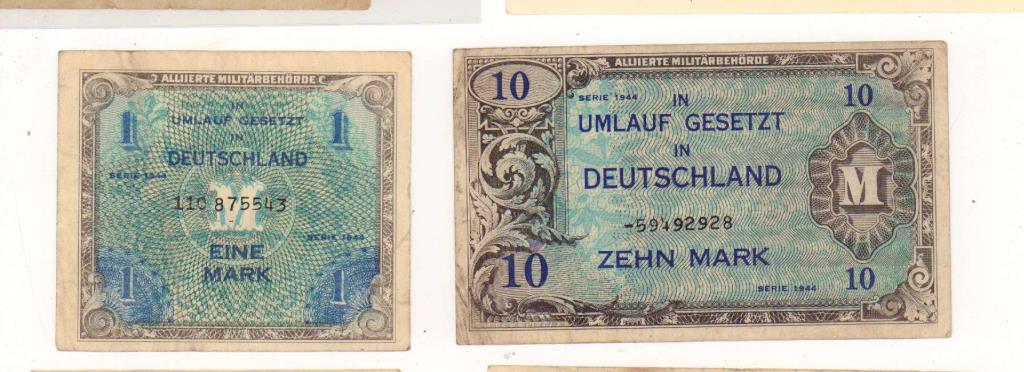 ALLIIERTE MILITÄRBEHÖRDE
1 IN 1
UMLAUF GESETZT
IN
DEUTSCHLAND
SERIE 1944
M
110 875543
SERIE 1944
EINE
MARK
1 1
ALLIIERTE MILITÄRBEHÖRDE
10 SERIE 1944 IN 10
UMLAUF GESETZT
IN
DEUTSCHLAND
M
-59492928
10 ZEHN MARK 10
SERIE 1944